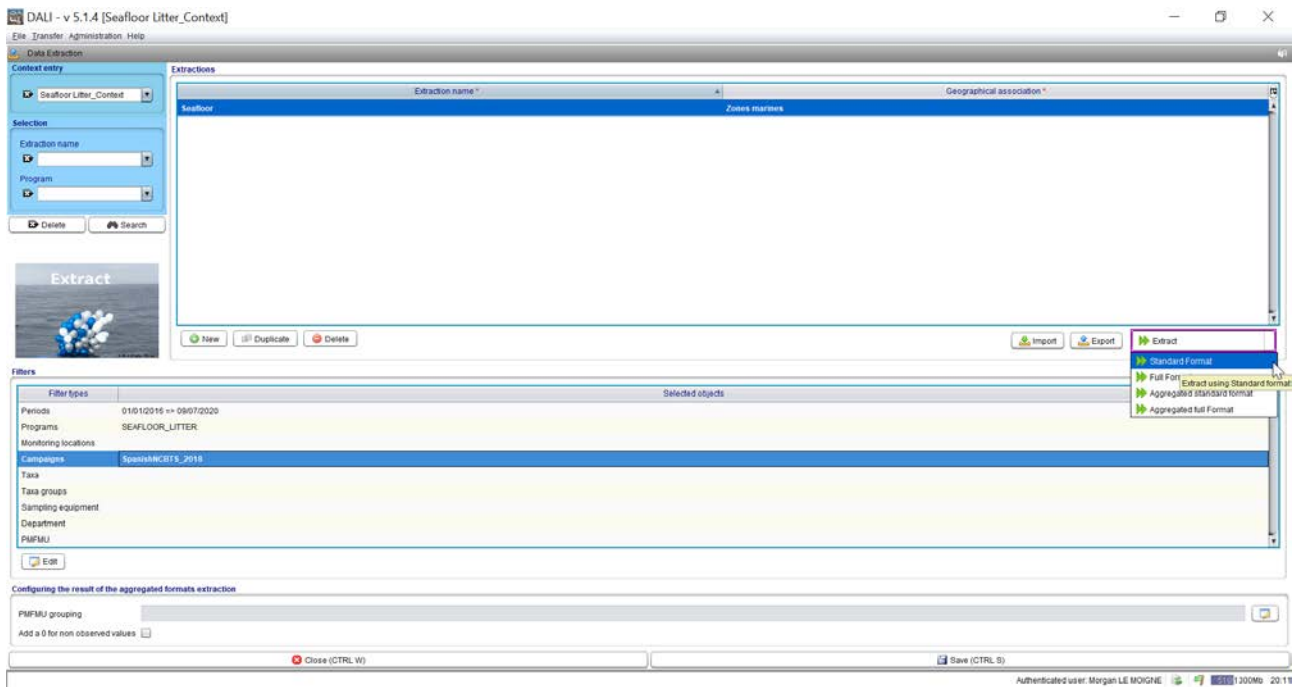 DALI - v 5.1.4 [Seafloor Litter_Context]
File Transfer Administration Help
Data Extraction
Context entry
Seafloor Litter_Context
Selection
Extraction name
Program
Delete Search
Extract
Extractions
Extraction name * Geographical association *
Seafloor Zones marines
New Duplicate Delete Import Export Extract
Standard Format
Full For
Extract using Standard format
Aggregated standard format
Aggregated full Format
Filters
Filter types Selected objects
Periods 01/01/2016 => 09/07/2020
Programs SEAFLOOR_LITTER
Monitoring locations
Campaigns SpanishNCBTS_2018
Taxa
Taxa groups
Sampling equipment
Department
PMFMU
Edit
Configuring the result of the aggregated formats extraction
PMFMU grouping
Add a 0 for non observed values
Close (CTRL W) Save (CTRL S)
Authenticated user: Morgan LE MOIGNE 1300Mb 20:11